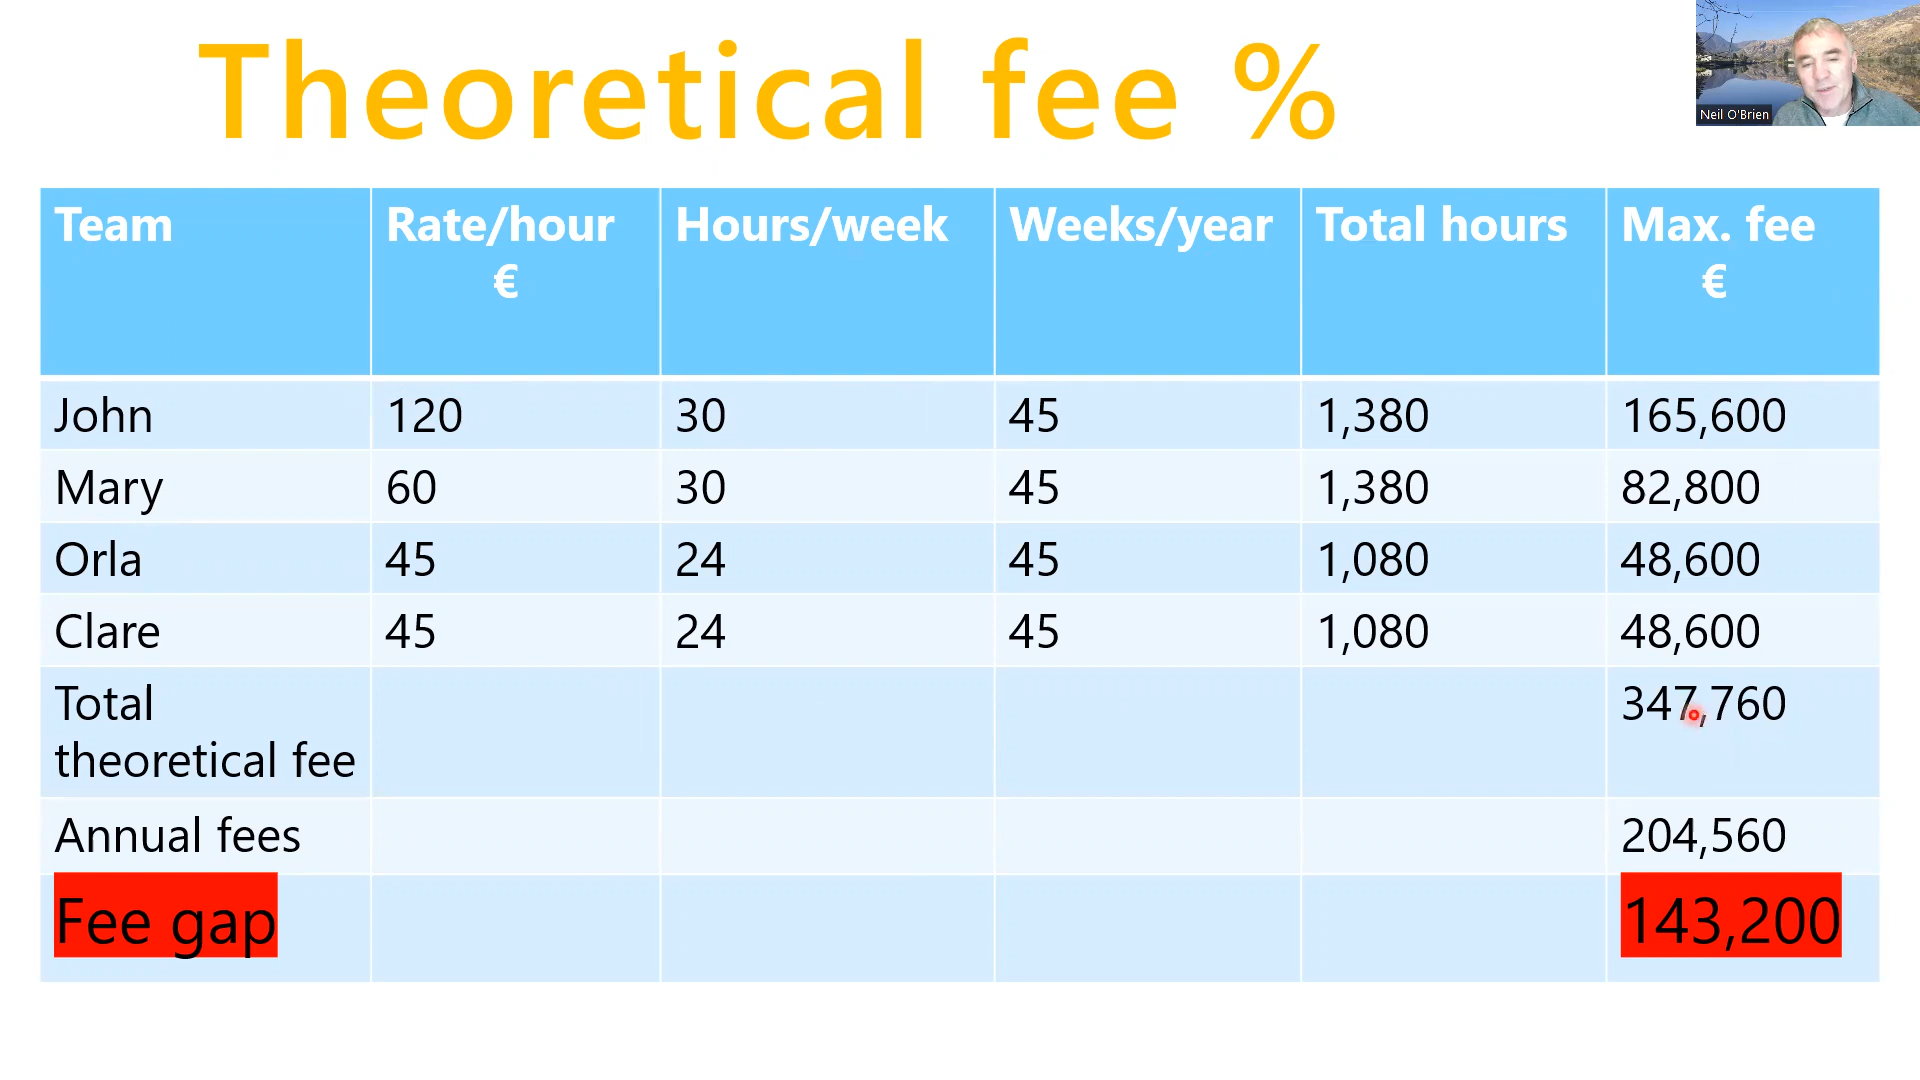 Theoretical fee %
Neil O'Brien
Team Rate/hour € Hours/week Weeks/year Total hours Max. fee €
John 120 30 45 1,380 165,600
Mary 60 30 45 1,380 82,800
Orla 45 24 45 1,080 48,600
Clare 45 24 45 1,080 48,600
Total theoretical fee 347,760
Annual fees 204,560
Fee gap 143,200